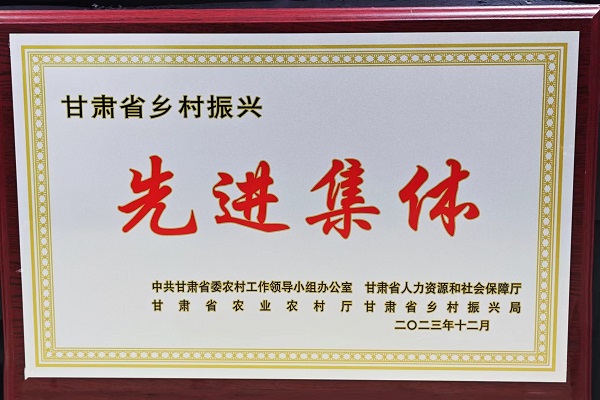 甘肃省乡村振兴
先进集体
中共甘肃省委农村工作领导小组办公室 甘肃省人力资源和社会保障厅
甘肃省农业农村厅 甘肃省乡村振兴局
二〇二三年十二月